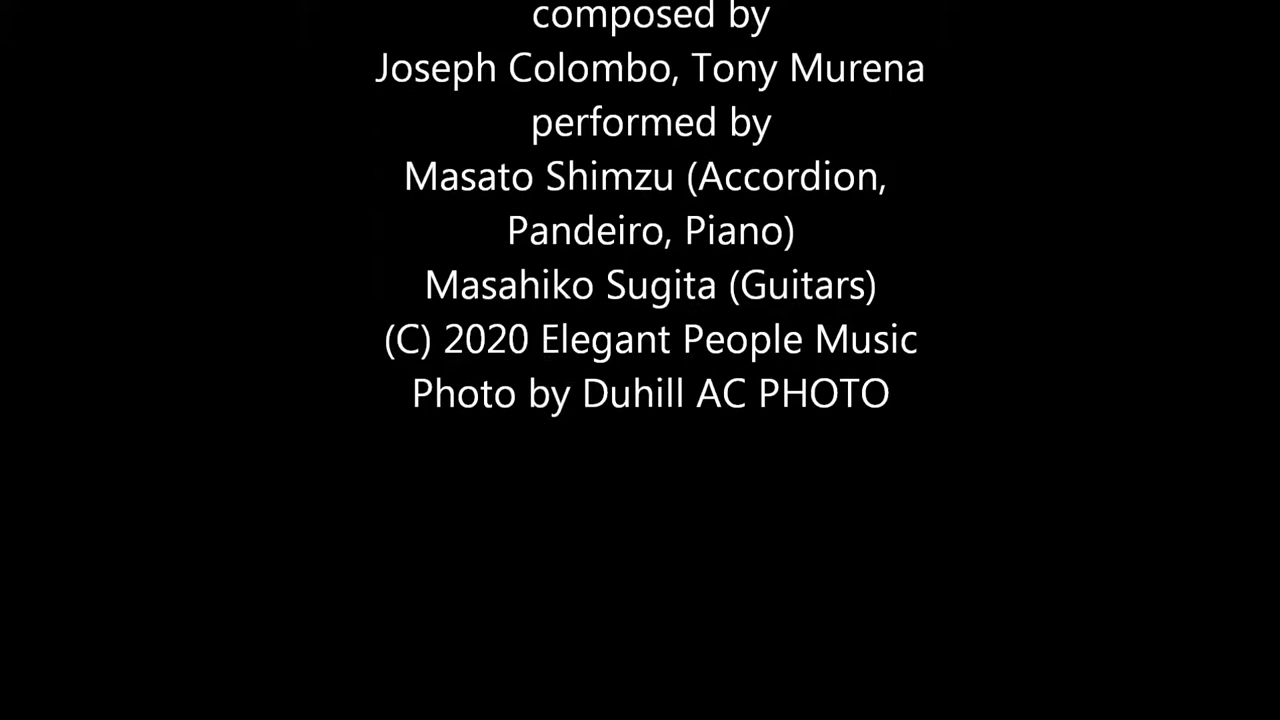 composed by
Joseph Colombo, Tony Murena
performed by
Masato Shimzu (Accordion,
Pandeiro, Piano)
Masahiko Sugita (Guitars)
(C) 2020 Elegant People Music
Photo by Duhill AC PHOTO